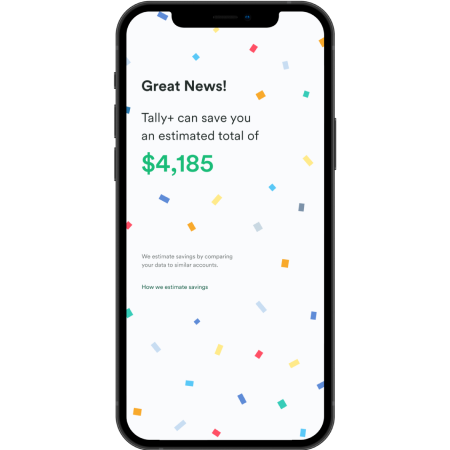 Great News!
Tally+ can save you
an estimated total of
$4,185
We estimate savings by comparing
your data to similar accounts.
How we estimate savings